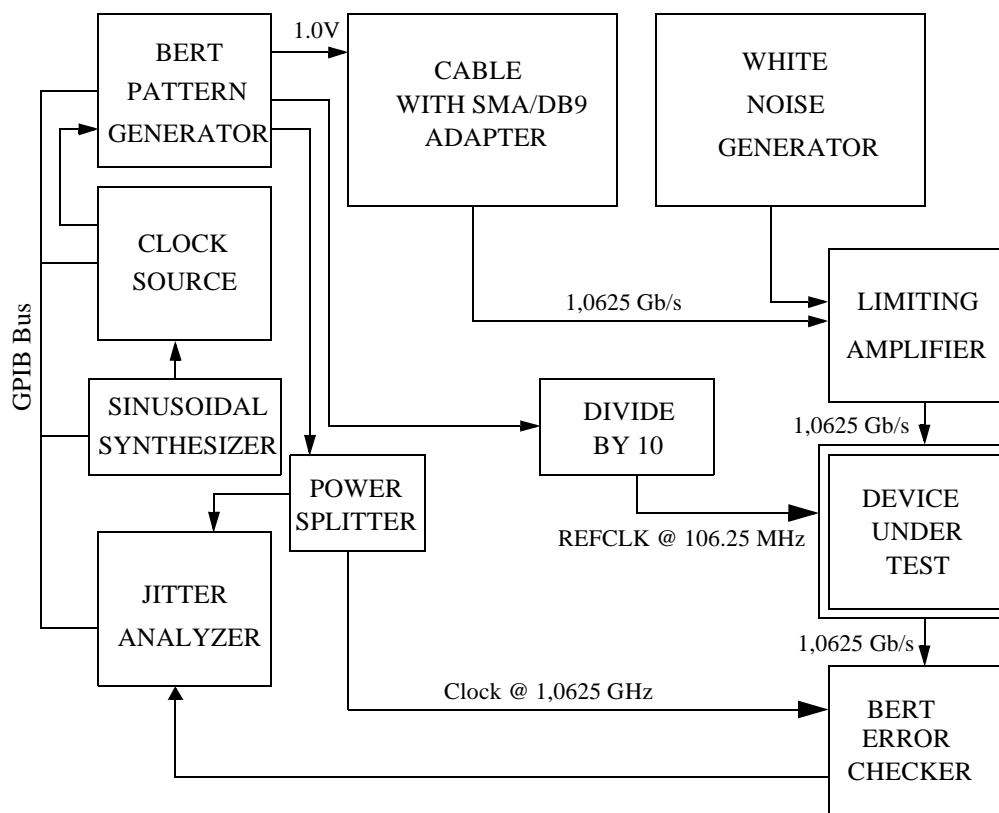 BERT
PATTERN
GENERATOR
1.0V
CABLE
WITH SMA/DB9
ADAPTER
WHITE
NOISE
GENERATOR
CLOCK
SOURCE
GPIB Bus
1,0625 Gb/s
LIMITING
AMPLIFIER
SINUSOIDAL
SYNTHESIZER
DIVIDE
BY 10
1,0625 Gb/s
POWER
SPLITTER
REFCLK @ 106.25 MHz
DEVICE
UNDER
TEST
JITTER
ANALYZER
1,0625 Gb/s
Clock @ 1,0625 GHz
BERT
ERROR
CHECKER